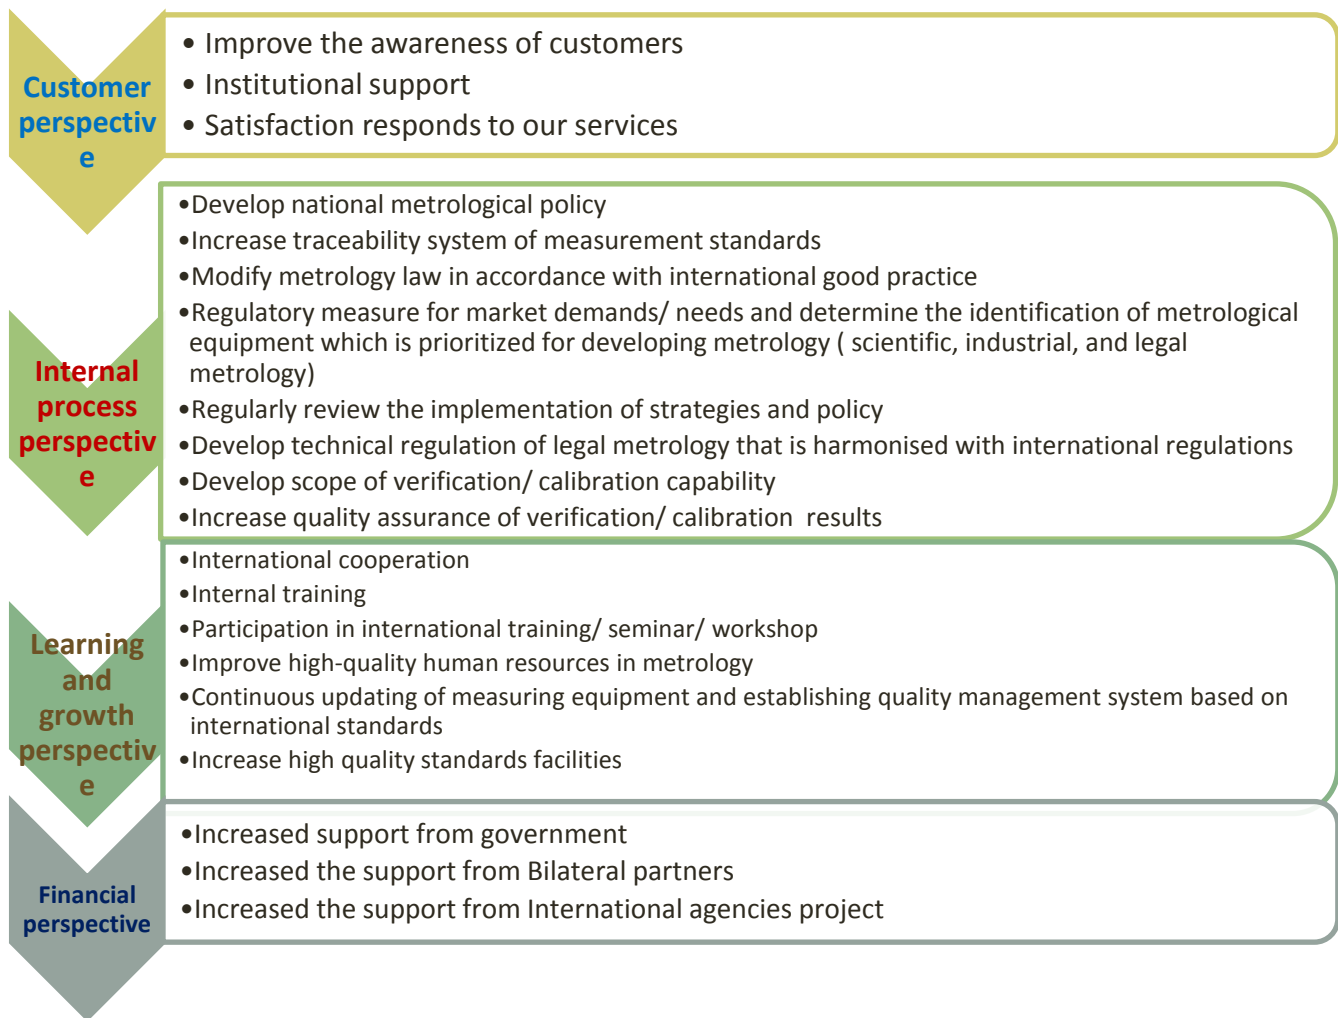 Customer
perspectiv
e
• Improve the awareness of customers
• Institutional support
• Satisfaction responds to our services
Internal
process
perspectiv
e
•Develop national metrological policy
•Increase traceability system of measurement standards
•Modify metrology law in accordance with international good practice
•Regulatory measure for market demands/ needs and determine the identification of metrological
equipment which is prioritized for developing metrology ( scientific, industrial, and legal
metrology)
•Regularly review the implementation of strategies and policy
•Develop technical regulation of legal metrology that is harmonised with international regulations
•Develop scope of verification/ calibration capability
•Increase quality assurance of verification/ calibration  results
Learning
and
growth
perspectiv
e
•International cooperation
•Internal training
•Participation in international training/ seminar/ workshop
•Improve high-quality human resources in metrology
•Continuous updating of measuring equipment and establishing quality management system based on
international standards
•Increase high quality standards facilities
Financial
perspective
•Increased support from government
•Increased the support from Bilateral partners
•Increased the support from International agencies project